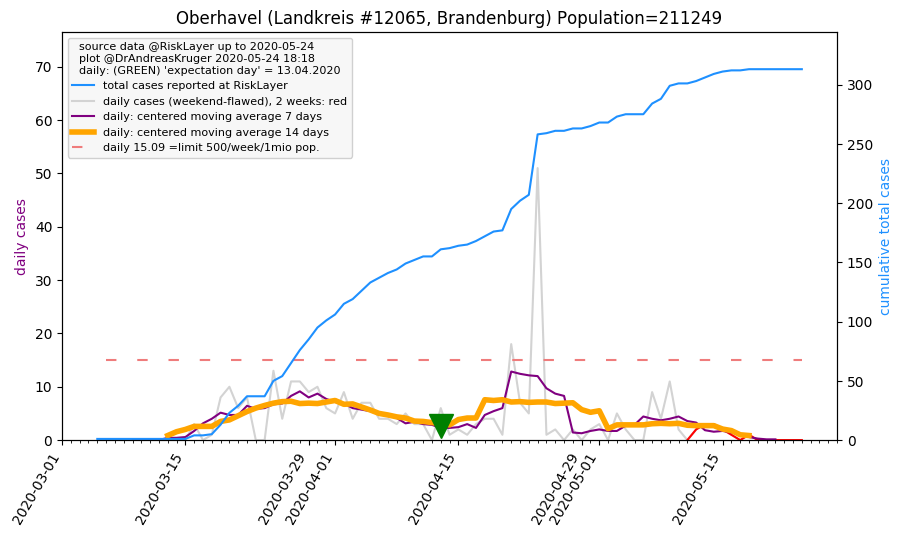 Oberhavel (Landkreis #12065, Brandenburg) Population=211249
source data @RiskLayer up to 2020-05-24
plot @DrAndreasKruger 2020-05-24 18:18
daily: (GREEN) 'expectation day' = 13.04.2020
total cases reported at RiskLayer
daily cases (weekend-flawed), 2 weeks: red
daily: centered moving average 7 days
daily: centered moving average 14 days
daily 15.09 =limit 500/week/1mio pop.
daily cases
70
60
50
40
30
20
10
0
300
250
200
150
100
50
0
cumulative total cases
2020-03-01
2020-03-15
2020-03-29
2020-04-01
2020-04-15
2020-04-29
2020-05-01
2020-05-15